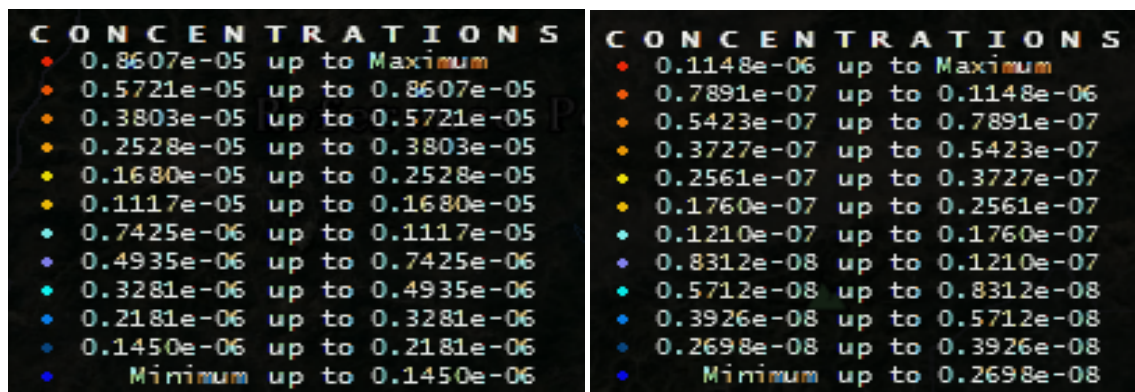 C O N C E N T R A T I O N S
0.8607e-05 up to Maximum
0.5721e-05 up to 0.8607e-05
0.3803e-05 up to 0.5721e-05
0.2528e-05 up to 0.3803e-05
0.1680e-05 up to 0.2528e-05
0.1117e-05 up to 0.1680e-05
0.7425e-06 up to 0.1117e-05
0.4935e-06 up to 0.7425e-06
0.3281e-06 up to 0.4935e-06
0.2181e-06 up to 0.3281e-06
0.1450e-06 up to 0.2181e-06
Minimum up to 0.1450e-06
C O N C E N T R A T I O N S
0.1148e-06 up to Maximum
0.7891e-07 up to 0.1148e-06
0.5423e-07 up to 0.7891e-07
0.3727e-07 up to 0.5423e-07
0.2561e-07 up to 0.3727e-07
0.1760e-07 up to 0.2561e-07
0.1210e-07 up to 0.1760e-07
0.8312e-08 up to 0.1210e-07
0.5712e-08 up to 0.8312e-08
0.3926e-08 up to 0.5712e-08
0.2698e-08 up to 0.3926e-08
Minimum up to 0.2698e-08